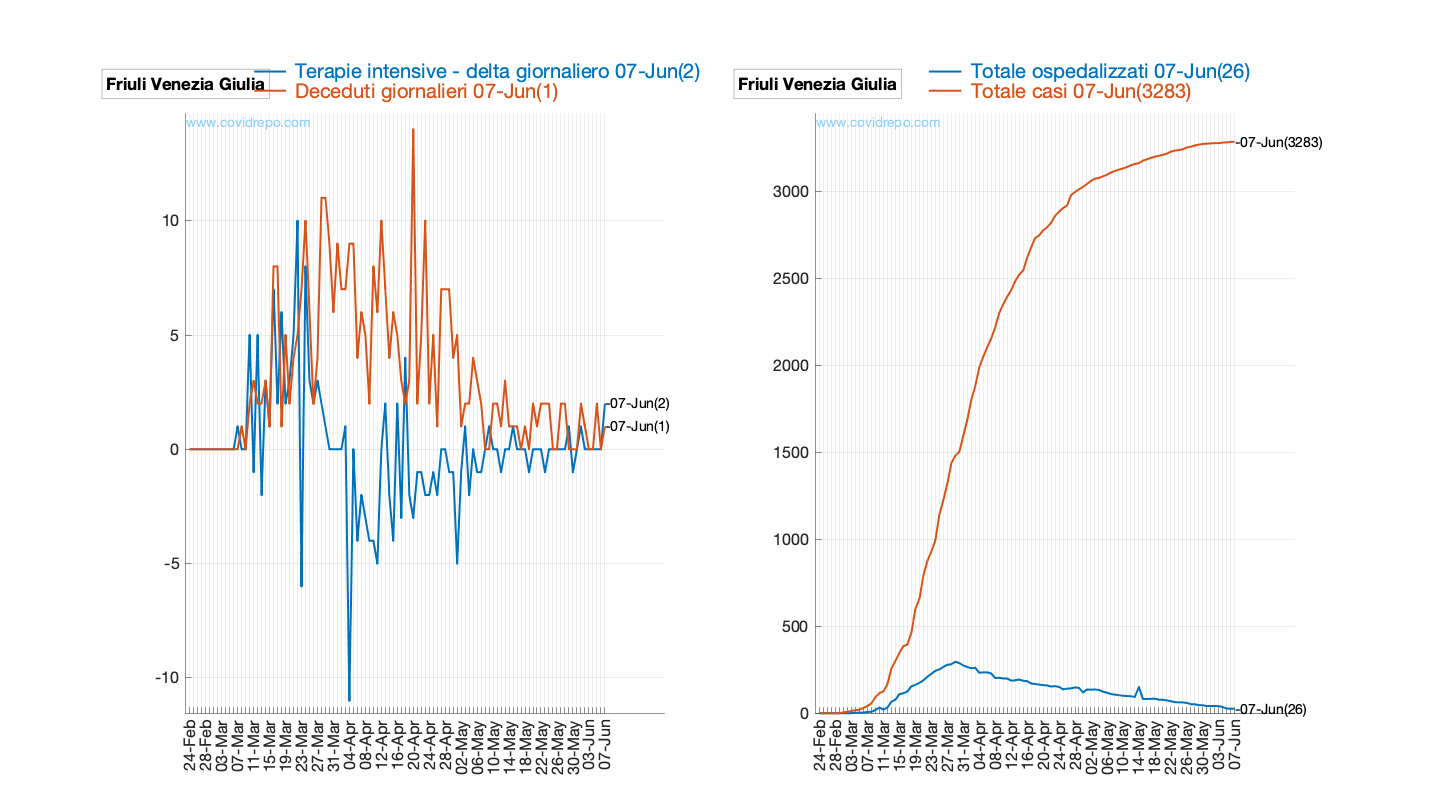 Friuli Venezia Giulia
Terapie intensive - delta giornaliero 07-Jun(2)
Deceduti giornalieri 07-Jun(1)
www.covidrepo.com
10
5
0
-5
-10
-07-Jun(2)
-07-Jun(1)
24-Feb
28-Feb
03-Mar
07-Mar
11-Mar
15-Mar
19-Mar
23-Mar
27-Mar
31-Mar
04-Apr
08-Apr
12-Apr
16-Apr
20-Apr
24-Apr
28-Apr
02-May
06-May
10-May
14-May
18-May
22-May
26-May
30-May
03-Jun
07-Jun
Friuli Venezia Giulia
Totale ospedalizzati 07-Jun(26)
Totale casi 07-Jun(3283)
www.covidrepo.com
3000
2500
2000
1500
1000
500
0
-07-Jun(3283)
-07-Jun(26)
24-Feb
28-Feb
03-Mar
07-Mar
11-Mar
15-Mar
19-Mar
23-Mar
27-Mar
31-Mar
04-Apr
08-Apr
12-Apr
16-Apr
20-Apr
24-Apr
28-Apr
02-May
06-May
10-May
14-May
18-May
22-May
26-May
30-May
03-Jun
07-Jun